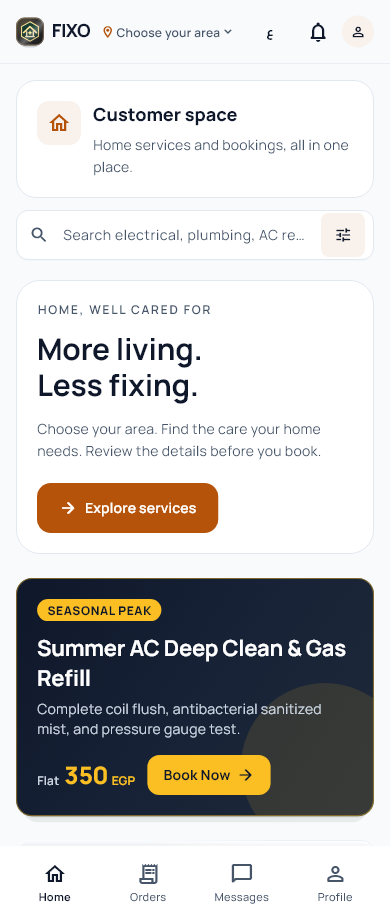 FIXO
Choose your area
ع
Customer space
Home services and bookings, all in one
place.
Search electrical, plumbing, AC re...
HOME, WELL CARED FOR
More living.
Less fixing.
Choose your area. Find the care your home
needs. Review the details before you book.
Explore services
SEASONAL PEAK
Summer AC Deep Clean & Gas
Refill
Complete coil flush, antibacterial sanitized
mist, and pressure gauge test.
Flat 350 EGP
Book Now
Home
Orders
Messages
Profile